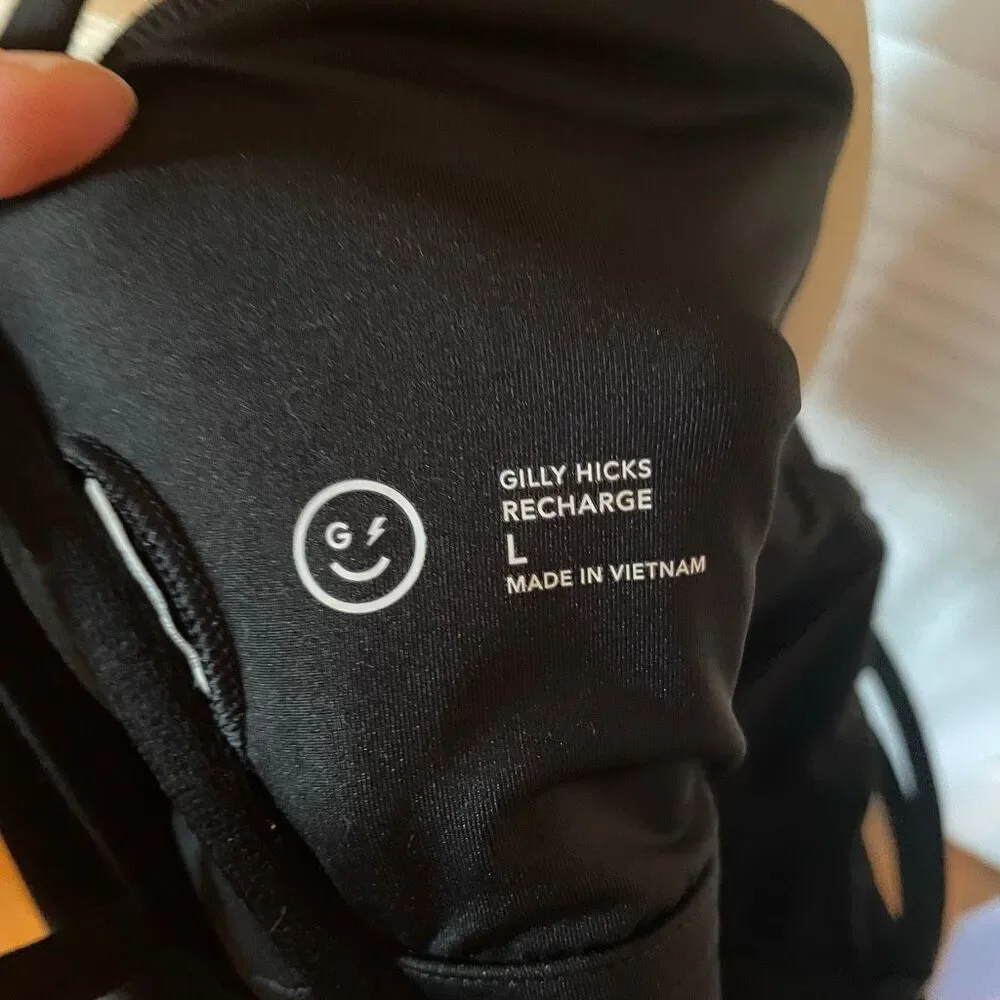 G
GILLY HICKS
RECHARGE
L
MADE IN VIETNAM